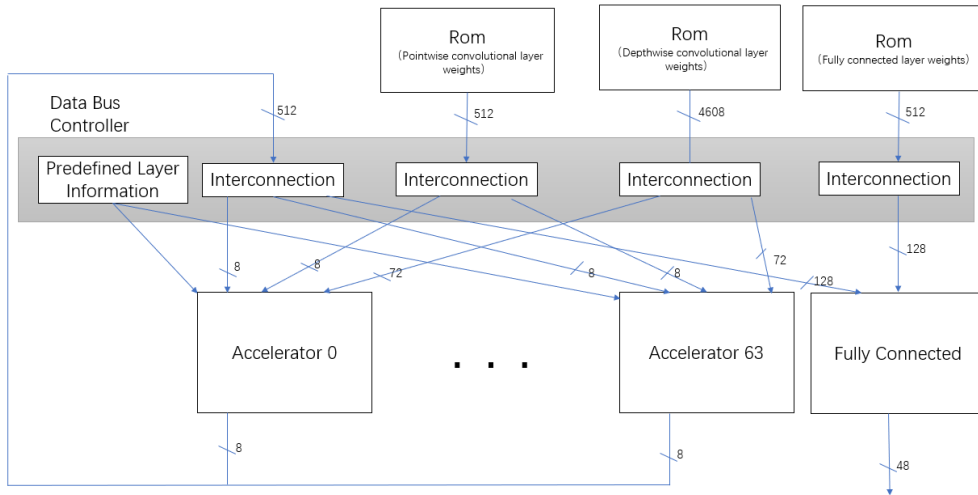 Rom
(Pointwise convolutional layer
weights)
Rom
(Depthwise convolutional layer
weights)
Rom
(Fully connected layer weights)
Data Bus
Controller
512
512
4608
512
Predefined Layer
Information
Interconnection
Interconnection
Interconnection
Interconnection
8
8
72
8
8
72
128
128
Accelerator 0
. . .
Accelerator 63
Fully Connected
8
8
48